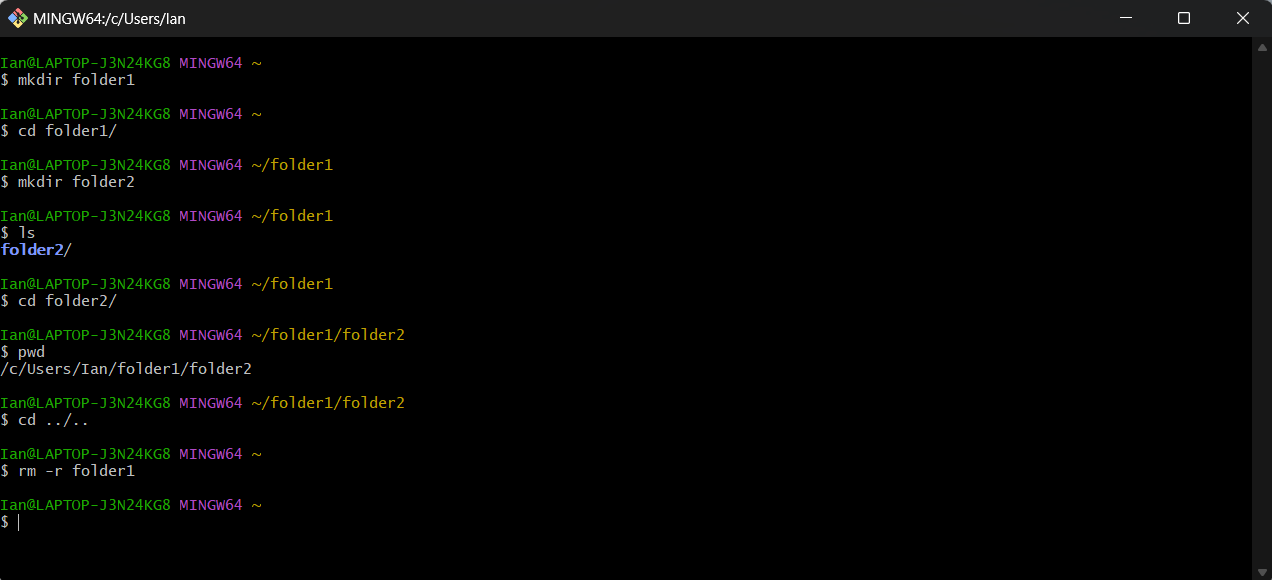 MINGW64:/c/Users/Ian
Ian@LAPTOP-J3N24KG8 MINGW64 ~
$ mkdir folder1
Ian@LAPTOP-J3N24KG8 MINGW64 ~
$ cd folder1/
Ian@LAPTOP-J3N24KG8 MINGW64 ~/folder1
$ mkdir folder2
Ian@LAPTOP-J3N24KG8 MINGW64 ~/folder1
$ ls
folder2/
Ian@LAPTOP-J3N24KG8 MINGW64 ~/folder1
$ cd folder2/
Ian@LAPTOP-J3N24KG8 MINGW64 ~/folder1/folder2
$ pwd
/c/Users/Ian/folder1/folder2
Ian@LAPTOP-J3N24KG8 MINGW64 ~/folder1/folder2
$ cd ../..
Ian@LAPTOP-J3N24KG8 MINGW64 ~
$ rm -r folder1
Ian@LAPTOP-J3N24KG8 MINGW64 ~
$